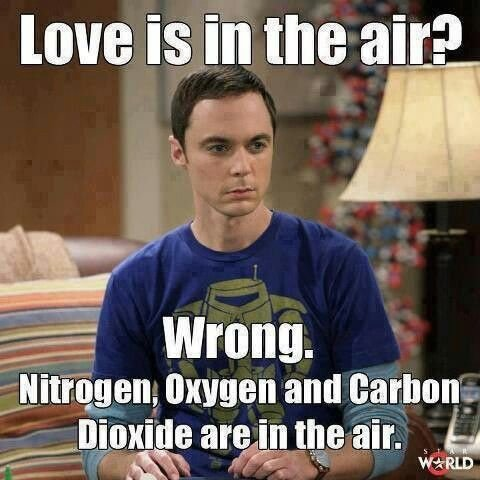 Love is in the air?
Wrong.
Nitrogen, Oxygen and Carbon
Dioxide are in the air.
STAR
WORLD